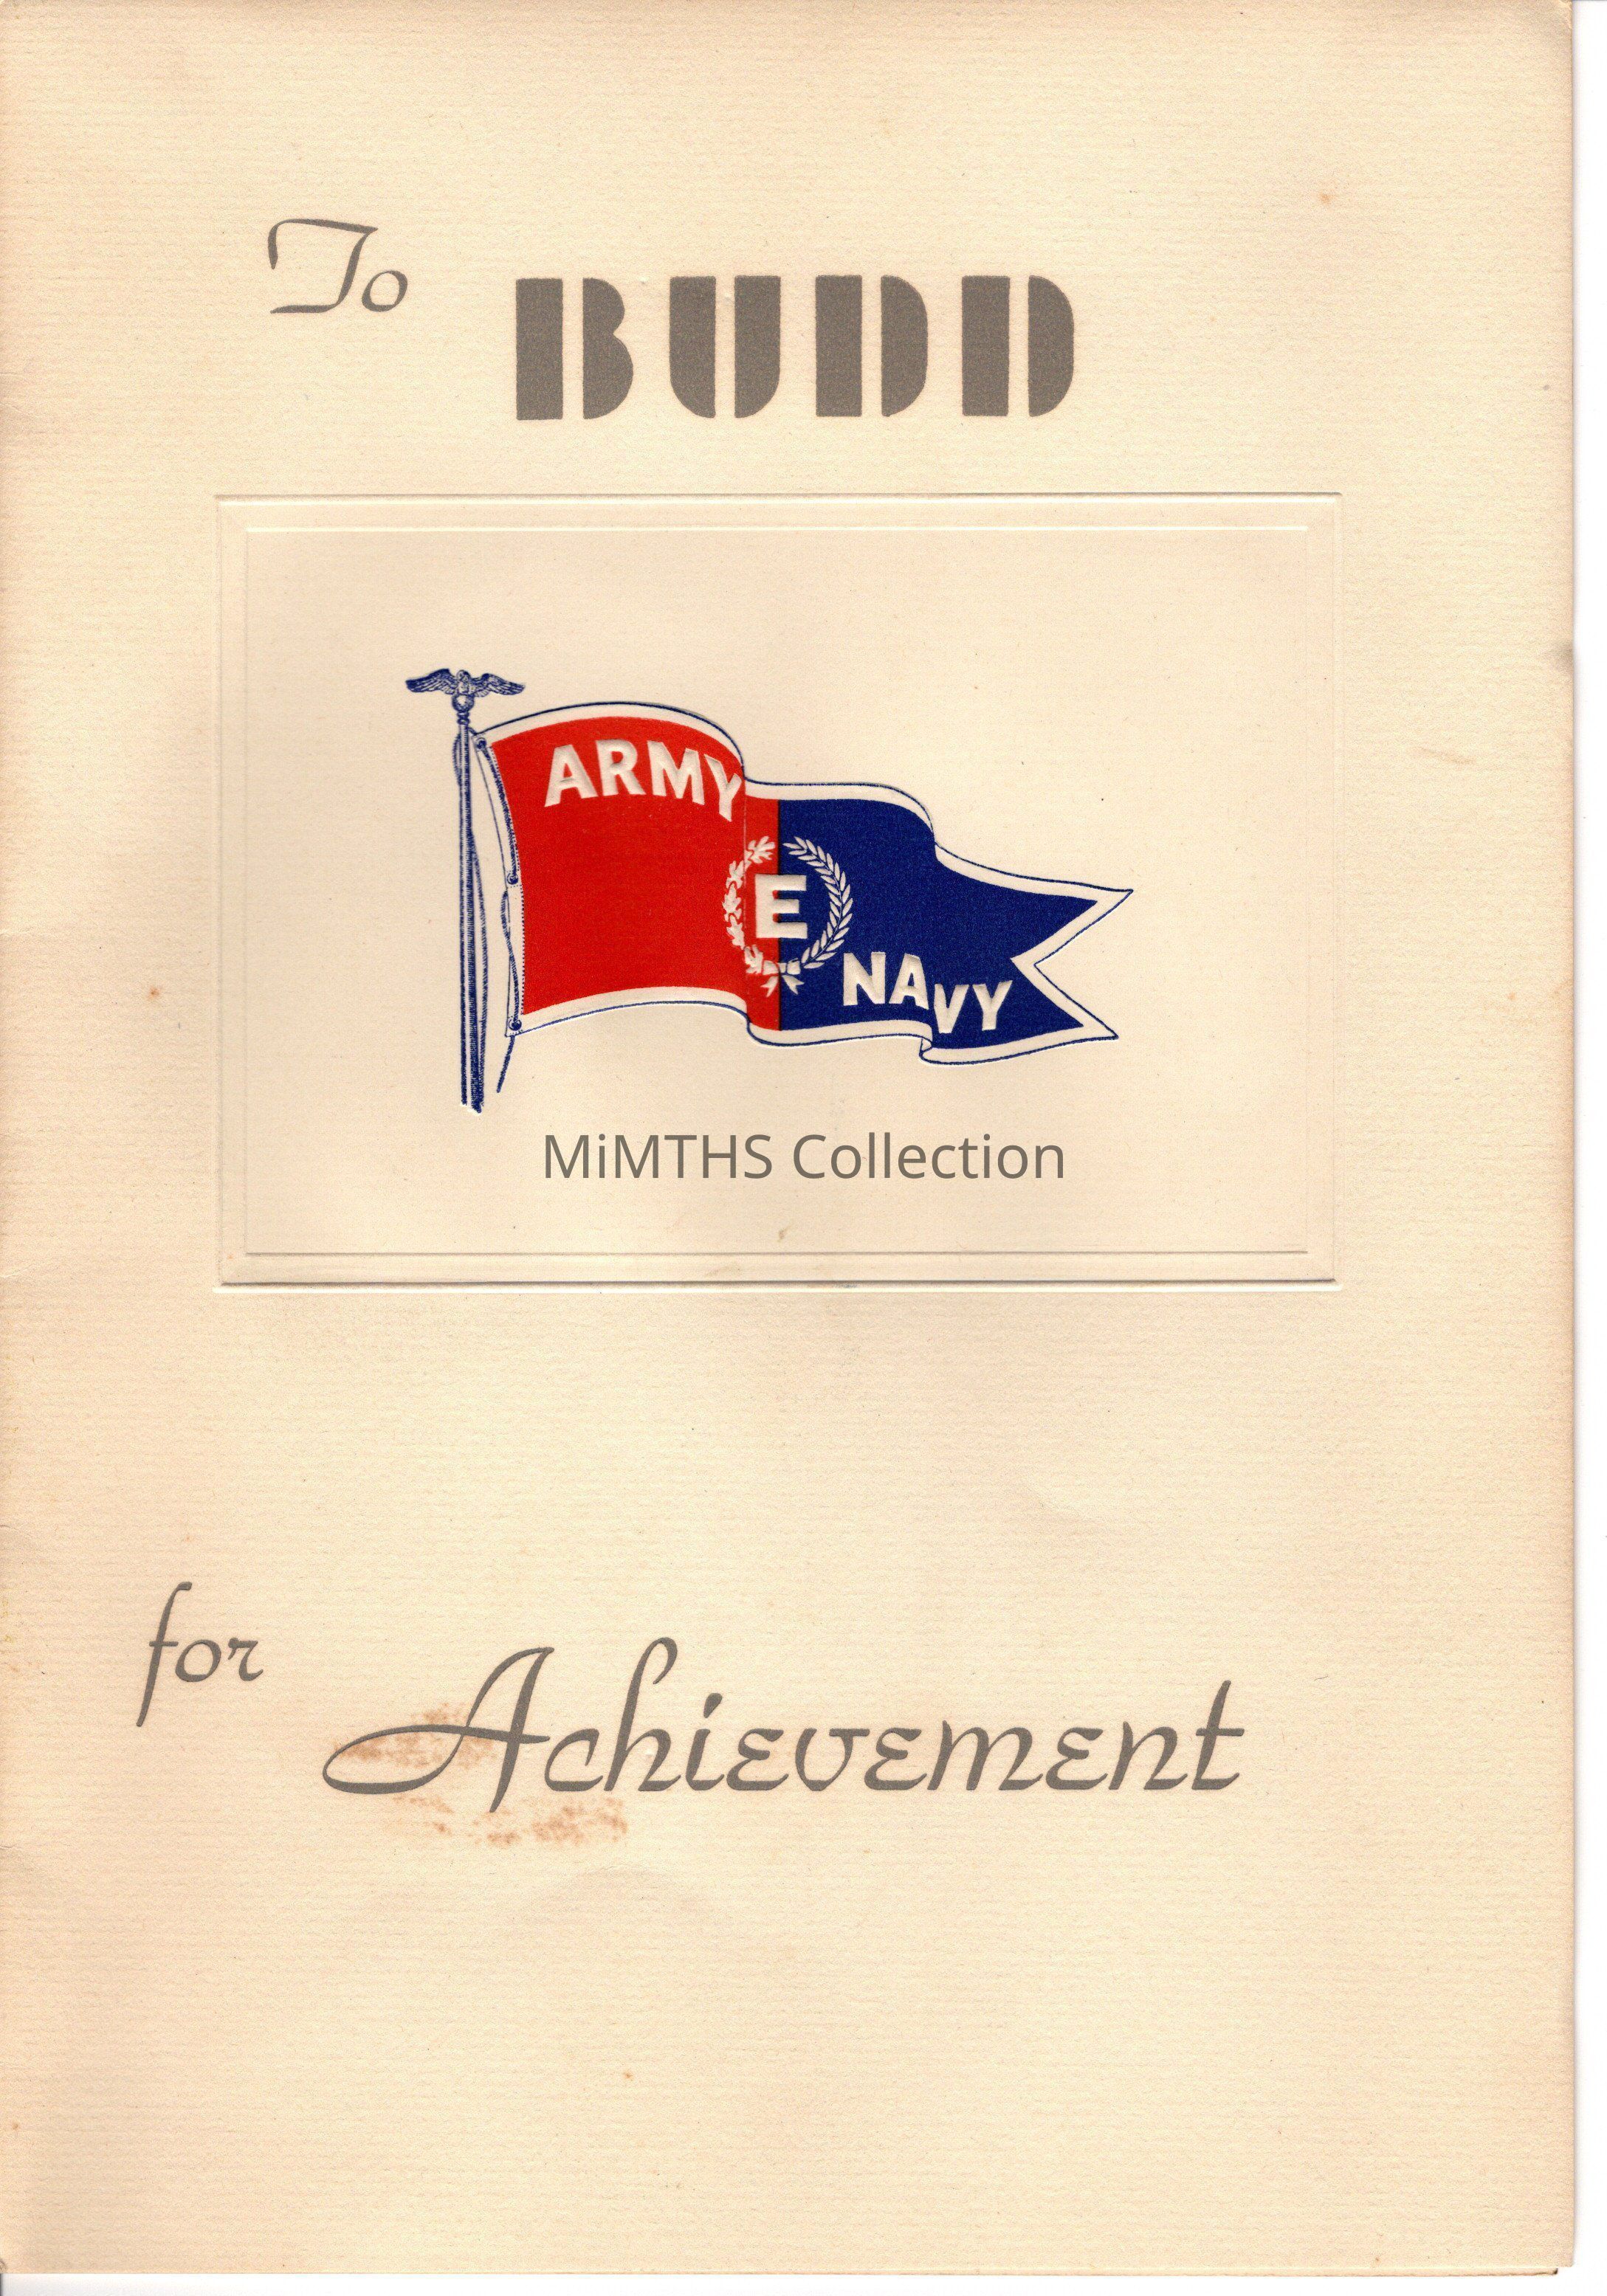 To
BUDD
ARMY
E
NAVY
MiMTHS Collection
for
Achievement